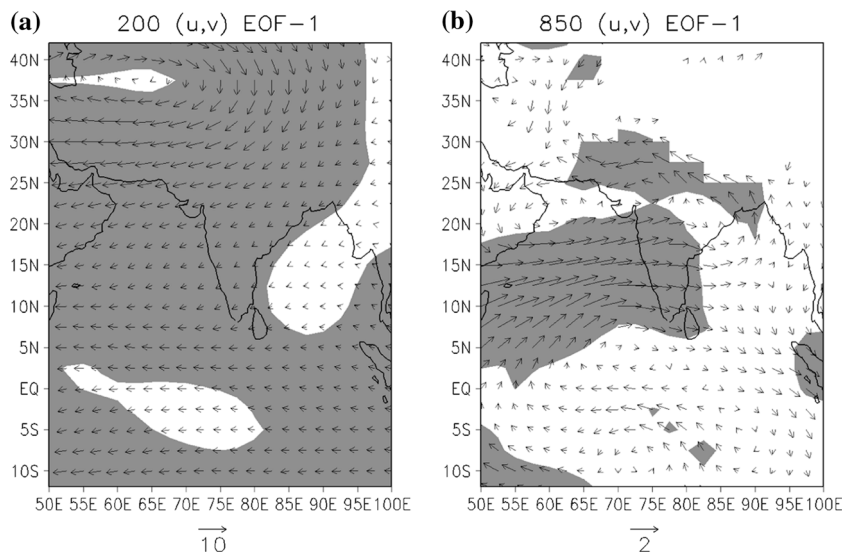 (a) 200 (u,v) EOF-1
40N
35N
30N
25N
20N
15N
10N
5N
EQ
5S
10S
50E 55E 60E 65E 70E 75E 80E 85E 90E 95E 100E
10
(b) 850 (u,v) EOF-1
40N
35N
30N
25N
20N
15N
10N
5N
EQ
5S
10S
50E 55E 60E 65E 70E 75E 80E 85E 90E 95E 100E
2